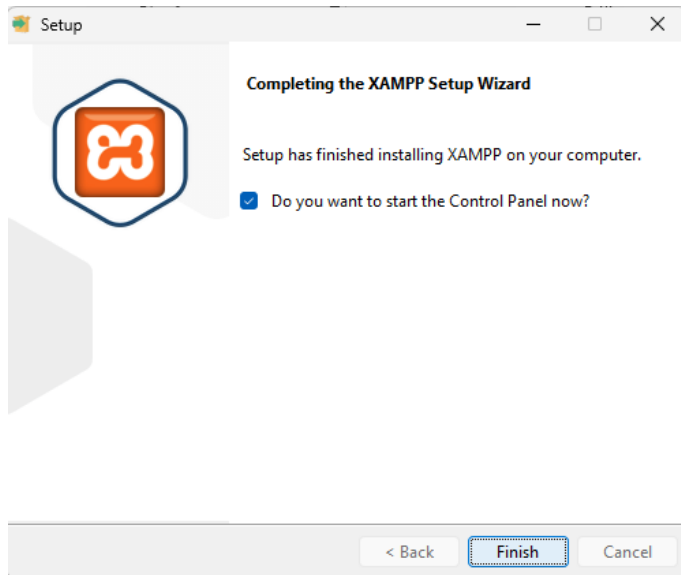 Setup
Completing the XAMPP Setup Wizard
Setup has finished installing XAMPP on your computer.
Do you want to start the Control Panel now?
< Back
Finish
Cancel